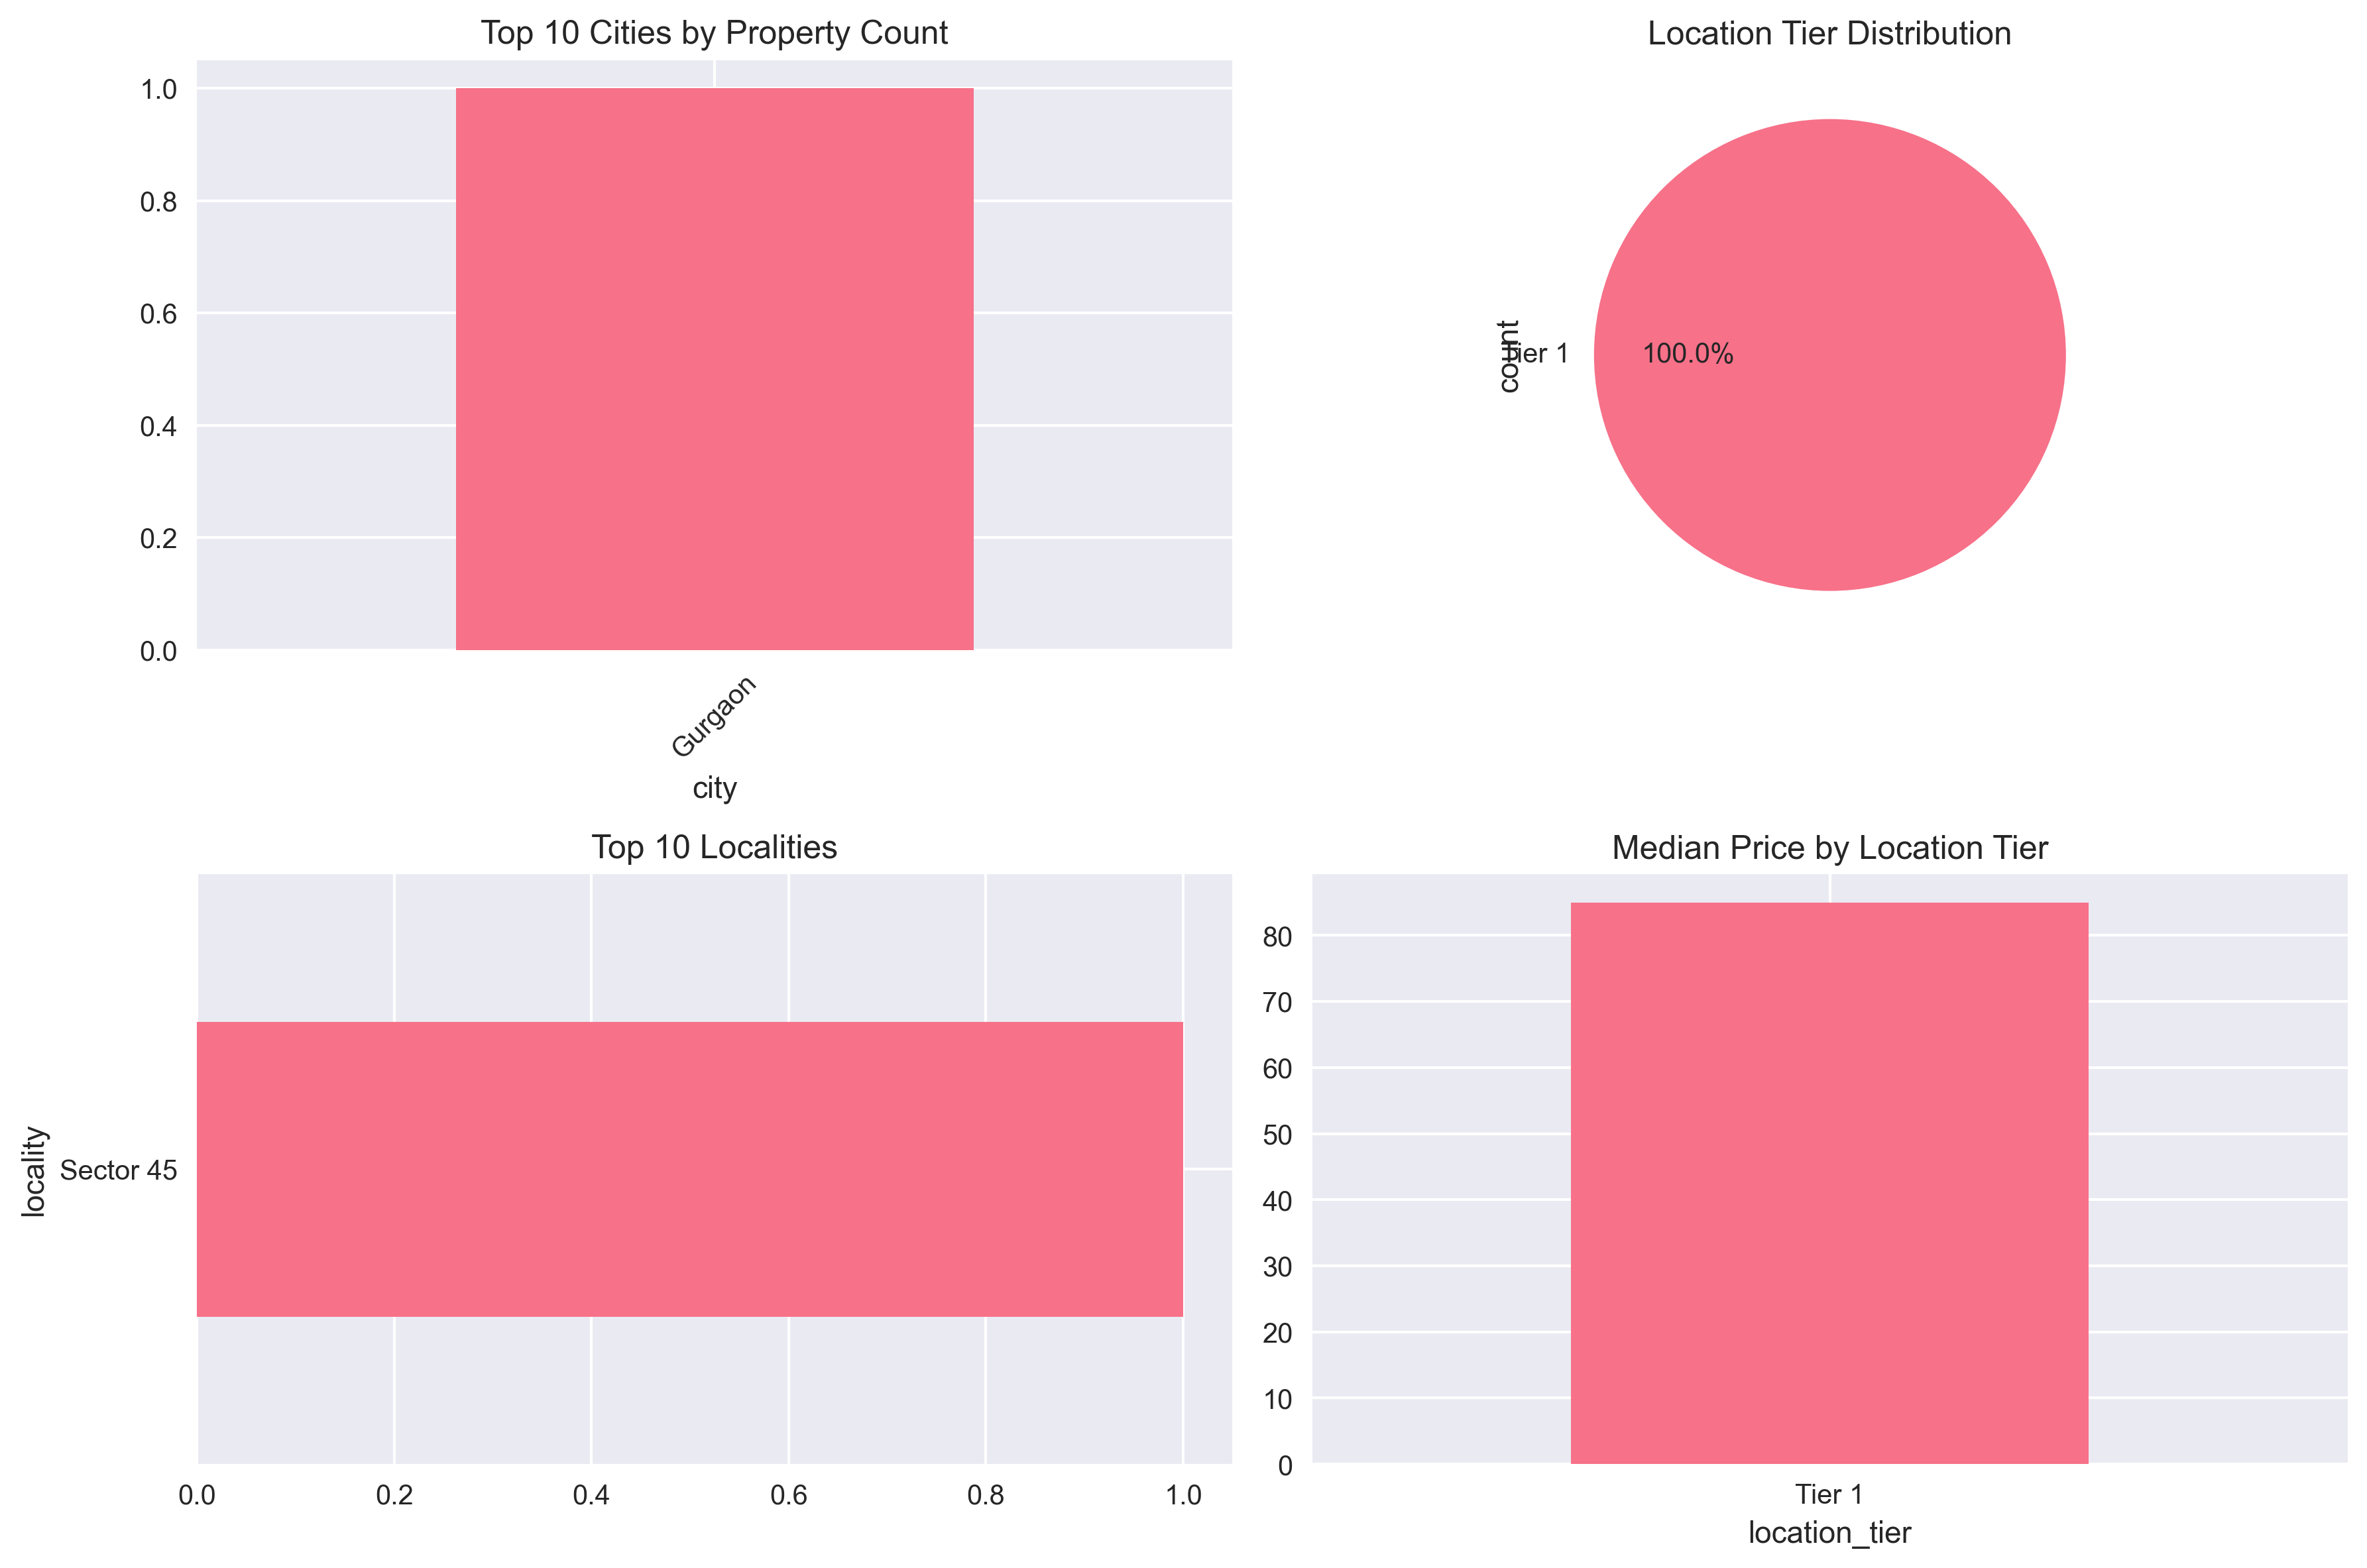 Top 10 Cities by Property Count
1.0
0.8
0.6
0.4
0.2
0.0
Gurgaon
city
Location Tier Distribution
count
Tier 1
100.0%
Top 10 Localities
locality
Sector 45
0.0 0.2 0.4 0.6 0.8 1.0
Median Price by Location Tier
80
70
60
50
40
30
20
10
0
Tier 1
location_tier